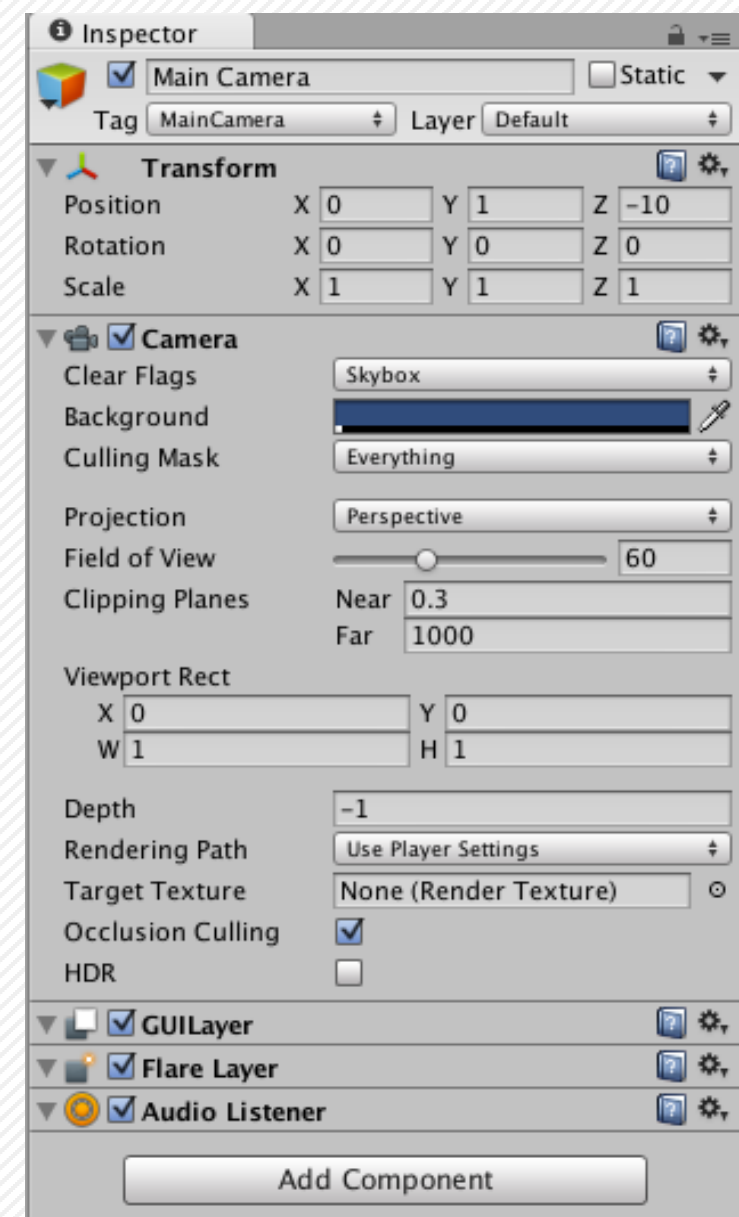 Inspector
Main Camera Static
Tag MainCamera Layer Default
Transform
Position X 0 Y 1 Z -10
Rotation X 0 Y 0 Z 0
Scale X 1 Y 1 Z 1
Camera
Clear Flags Skybox
Background
Culling Mask Everything
Projection Perspective
Field of View 60
Clipping Planes Near 0.3
Far 1000
Viewport Rect
X 0 Y 0
W 1 H 1
Depth -1
Rendering Path Use Player Settings
Target Texture None (Render Texture)
Occlusion Culling
HDR
GUILayer
Flare Layer
Audio Listener
Add Component